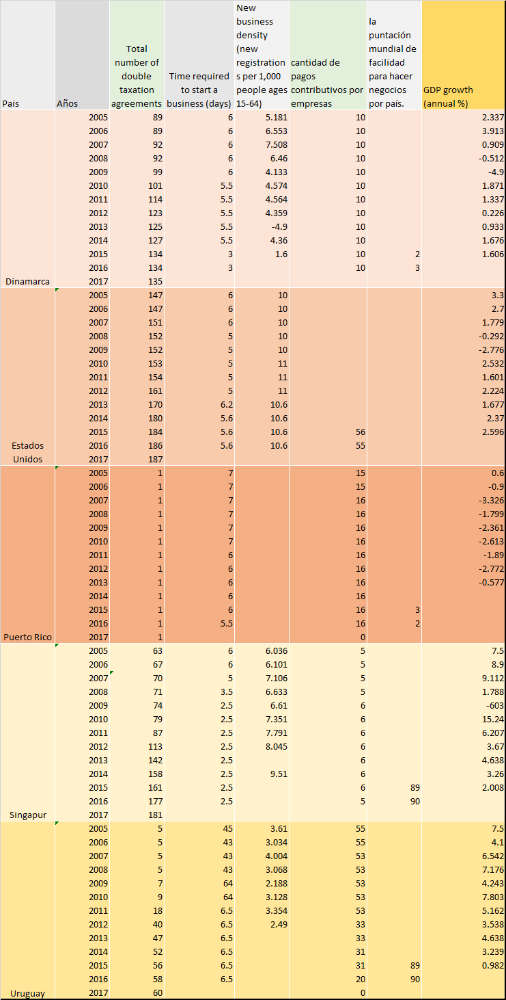 Pais Años Total number of double taxation agreements Time required to start a business (days) New business density (new registrations per 1,000 people ages 15-64) cantidad de pagos contributivos por empresas la puntación mundial de facilidad para hacer negocios por país. GDP growth (annual %)
2005 89 6 5.181 10 2.337
2006 89 6 6.553 10 3.913
2007 92 6 7.508 10 0.909
2008 92 6 6.46 10 -0.512
2009 99 6 4.133 10 -4.9
2010 101 5.5 4.574 10 1.871
2011 114 5.5 4.564 10 1.337
2012 123 5.5 4.359 10 0.226
2013 125 5.5 -4.9 10 0.933
2014 127 5.5 4.36 10 1.676
2015 134 3 1.6 10 2 1.606
2016 134 3 10 3
Dinamarca 2017 135
2005 147 6 10 3.3
2006 147 6 10 2.7
2007 151 6 10 1.779
2008 152 5 10 -0.292
2009 152 5 10 -2.776
2010 153 5 11 2.532
2011 154 5 11 1.601
2012 161 5 11 2.224
2013 170 6.2 10.6 1.677
2014 180 5.6 10.6 2.37
2015 184 5.6 10.6 56 2.596
Estados 2016 186 5.6 10.6 55
Unidos 2017 187
2005 1 7 15 0.6
2006 1 7 15 -0.9
2007 1 7 16 -3.326
2008 1 7 16 -1.799
2009 1 7 16 -2.361
2010 1 7 16 -2.613
2011 1 6 16 -1.89
2012 1 6 16 -2.772
2013 1 6 16 -0.577
2014 1 6 16
2015 1 6 16 3
2016 1 5.5 16 2
Puerto Rico 2017 1 0
2005 63 6 6.036 5 7.5
2006 67 6 6.101 5 8.9
2007 70 5 7.106 5 9.112
2008 71 3.5 6.633 5 1.788
2009 74 2.5 6.61 6 -603
2010 79 2.5 7.351 6 15.24
2011 87 2.5 7.791 6 6.207
2012 113 2.5 8.045 6 3.67
2013 142 2.5 6 4.638
2014 158 2.5 9.51 6 3.26
2015 161 2.5 6 89 2.008
2016 177 2.5 5 90
Singapur 2017 181
2005 5 45 3.61 55 7.5
2006 5 43 3.034 55 4.1
2007 5 43 4.004 53 6.542
2008 5 43 3.068 53 7.176
2009 7 64 2.188 53 4.243
2010 9 64 3.128 53 7.803
2011 18 6.5 3.354 53 5.162
2012 40 6.5 2.49 33 3.538
2013 47 6.5 33 4.638
2014 52 6.5 31 3.239
2015 56 6.5 31 89 0.982
2016 58 6.5 20 90
Uruguay 2017 60 0